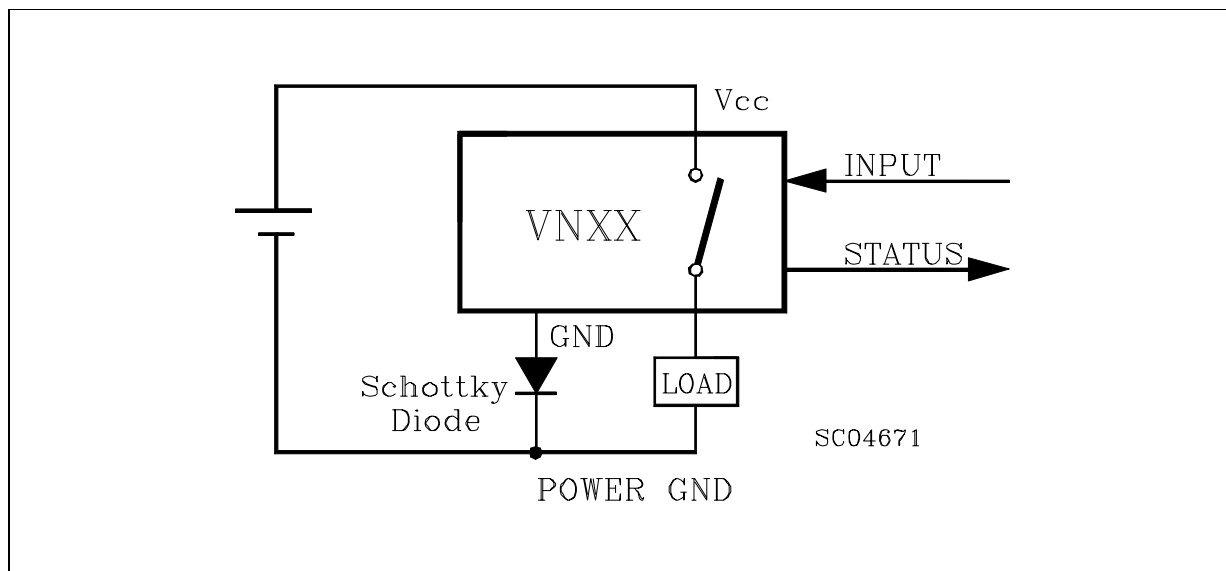 Vcc
INPUT
VNXX
STATUS
GND
Schottky
Diode
LOAD
SC04671
POWER GND